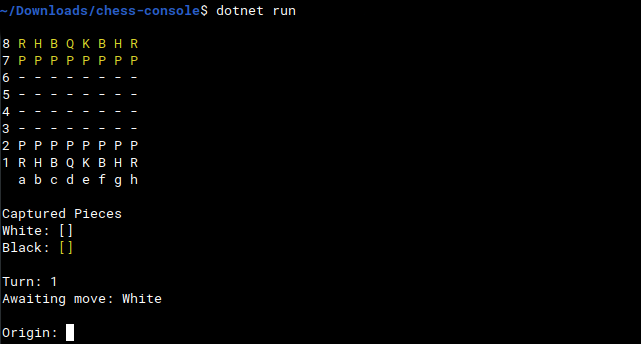 ~/Downloads/chess-console$ dotnet run
8 R H B Q K B H R
7 P P P P P P P P
6 - - - - - - - -
5 - - - - - - - -
4 - - - - - - - -
3 - - - - - - - -
2 P P P P P P P P
1 R H B Q K B H R
a b c d e f g h
Captured Pieces
White: []
Black: []
Turn: 1
Awaiting move: White
Origin: